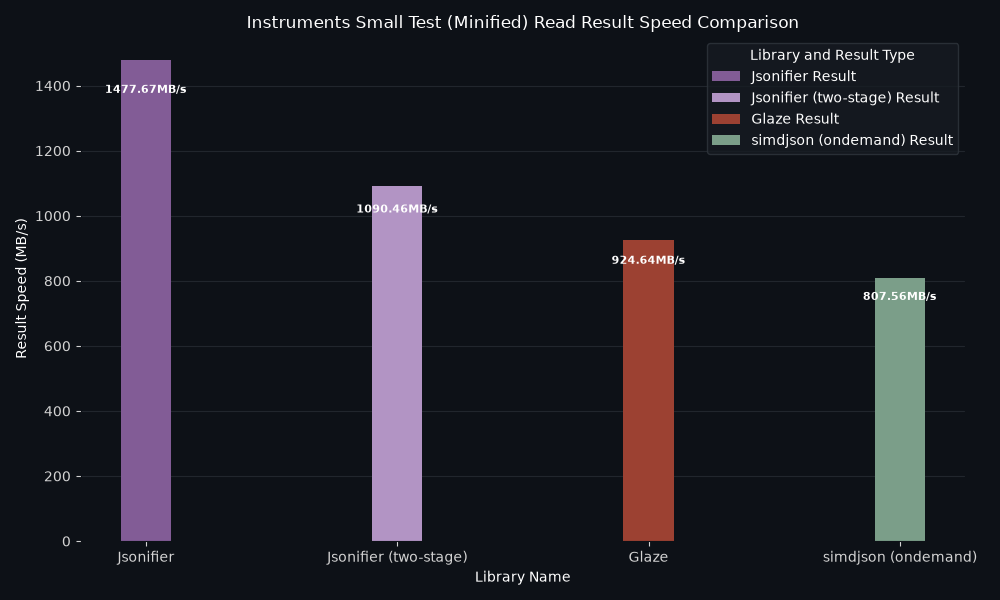 Instruments Small Test (Minified) Read Result Speed Comparison
Library and Result Type
Jsonifier Result
Jsonifier (two-stage) Result
Glaze Result
simdjson (ondemand) Result
Result Speed (MB/s)
1400
1200
1000
800
600
400
200
0
1477.67MB/s
1090.46MB/s
924.64MB/s
807.56MB/s
Jsonifier
Jsonifier (two-stage)
Glaze
simdjson (ondemand)
Library Name